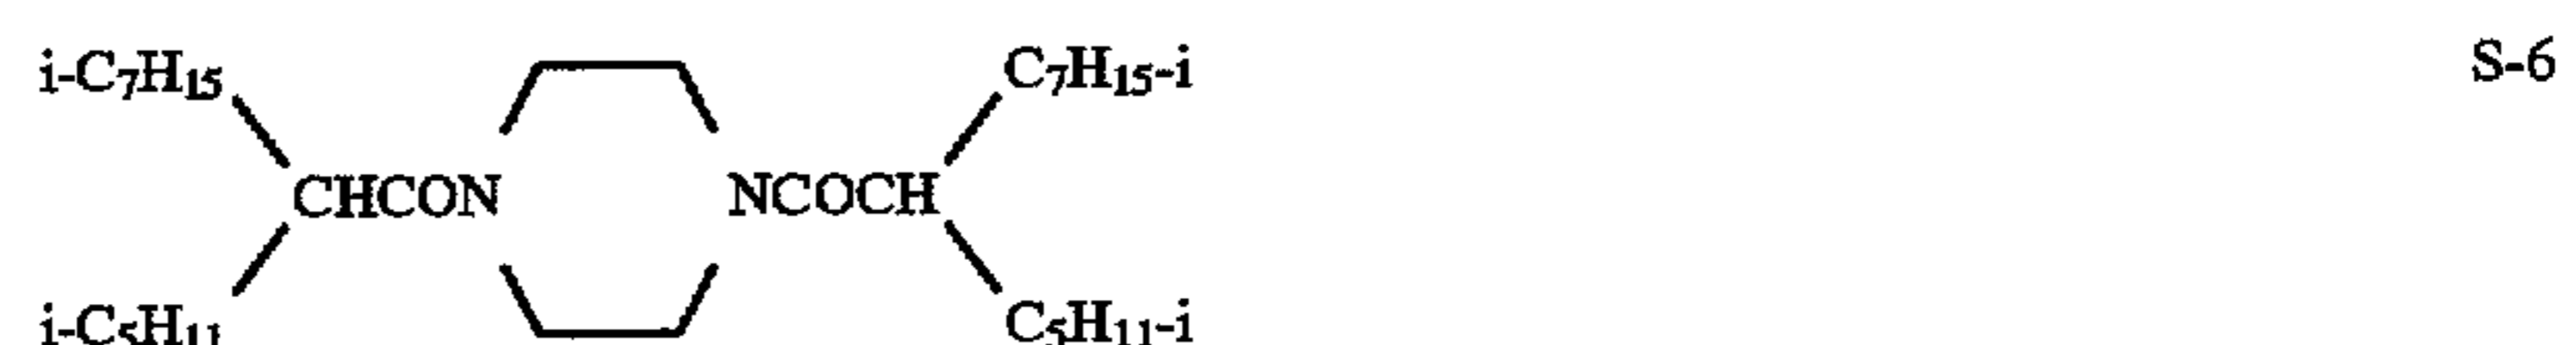 i-C₇H₁₅ C₇H₁₅-i S-6
CHCON NCOCH
i-C₅H₁₁ C₅H₁₁-i